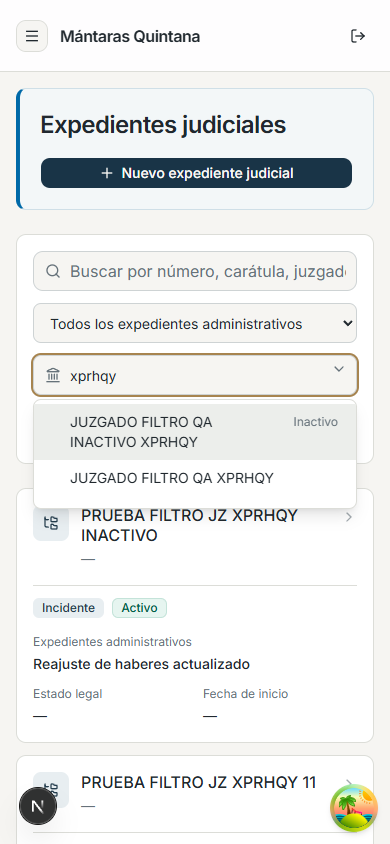 Mántaras Quintana
Expedientes judiciales
Nuevo expediente judicial
Buscar por número, carátula, juzgad
Todos los expedientes administrativos
xprhqy
JUZGADO FILTRO QA
INACTIVO XPRHQY
Inactivo
JUZGADO FILTRO QA XPRHQY
PRUEBA FILTRO JZ XPRHQY
INACTIVO
—
Incidente
Activo
Expedientes administrativos
Reajuste de haberes actualizado
Estado legal
Fecha de inicio
—
—
PRUEBA FILTRO JZ XPRHQY 11
—
N